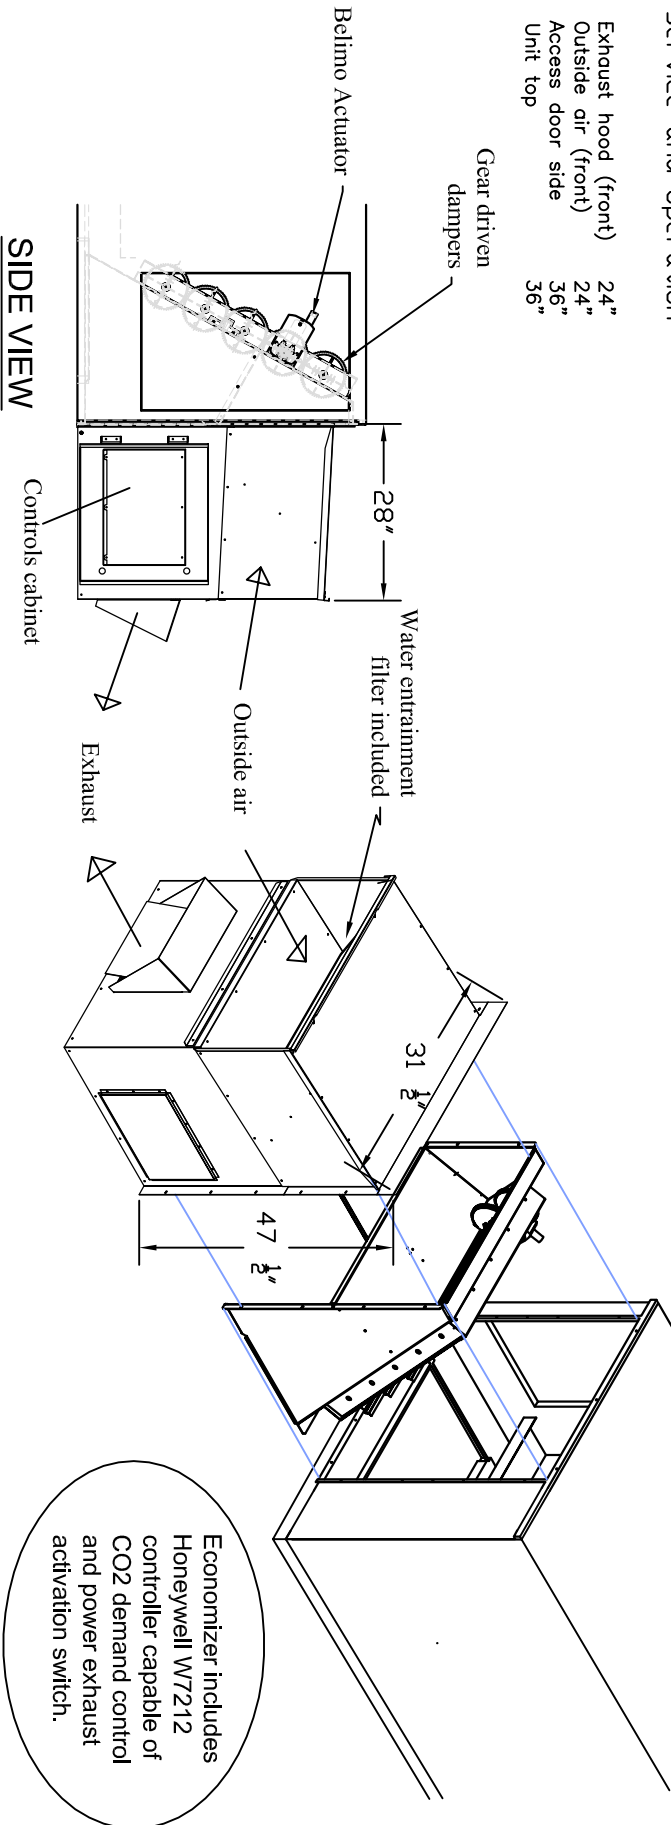 Exhaust hood (front) 24"
Outside air (front) 24"
Access door side 36"
Unit top 36"
Belimo Actuator
Gear driven
dampers
28"
Water entrainment
filter included
Outside air
Controls cabinet
Exhaust
SIDE VIEW
31 1/2"
47 1/2"
Economizer includes
Honeywell W7212
controller capable of
CO2 demand control
and power exhaust
activation switch.